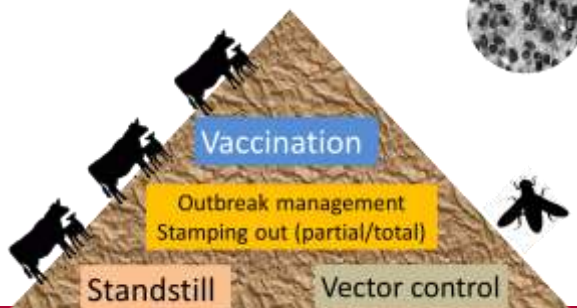 Vaccination
Outbreak management
Stamping out (partial/total)
Standstill
Vector control